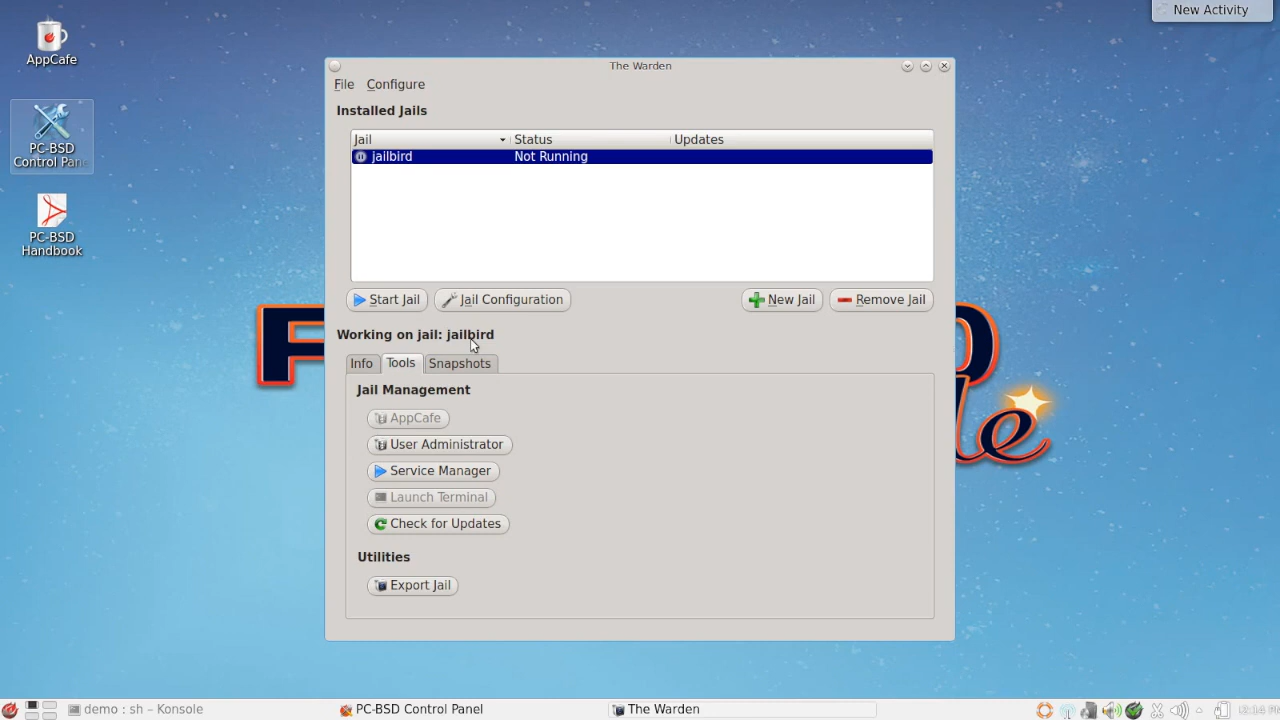 New Activity
AppCafe
PC-BSD
Control Pane
PC-BSD
Handbook
The Warden
File Configure
Installed Jails
Jail Status Updates
jailbird Not Running
Start Jail Jail Configuration New Jail Remove Jail
Working on jail: jailbird
Info Tools Snapshots
Jail Management
AppCafe
User Administrator
Service Manager
Launch Terminal
Check for Updates
Utilities
Export Jail
demo : sh – Konsole PC-BSD Control Panel The Warden